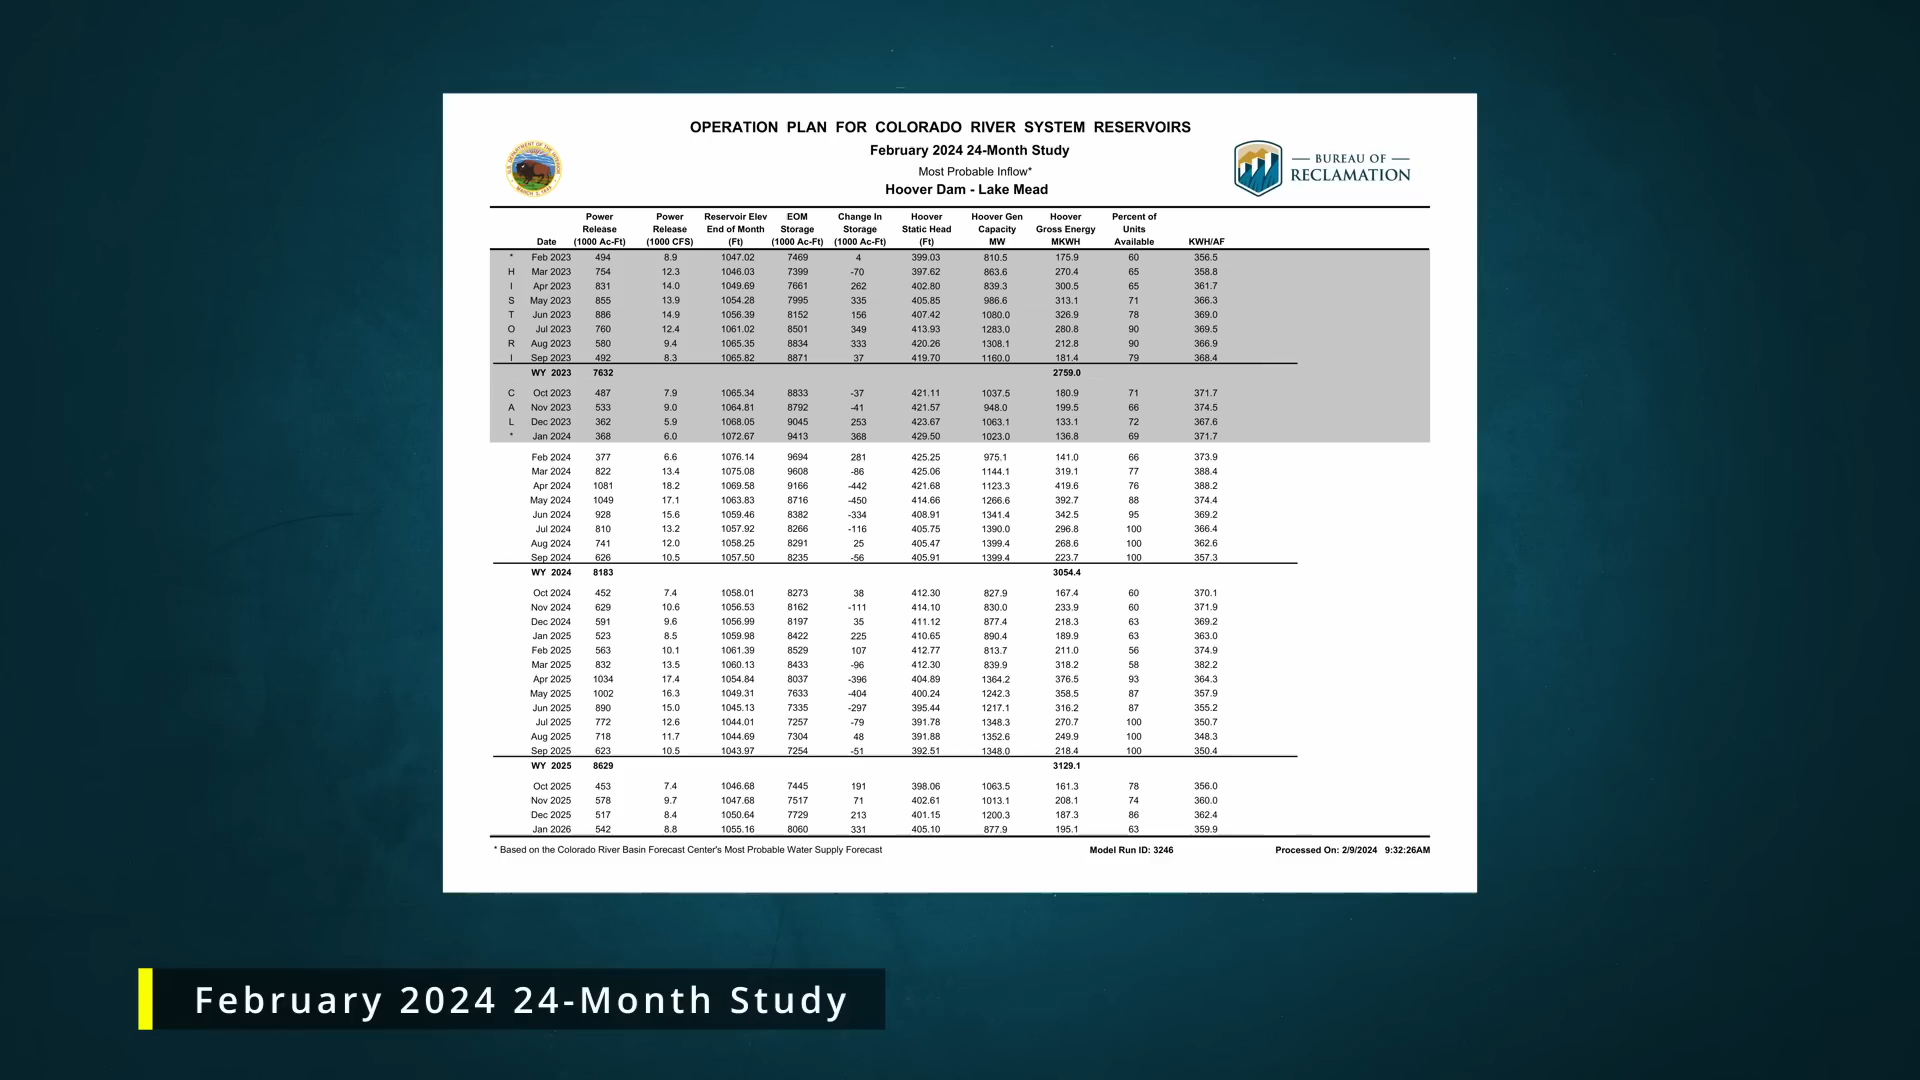 OPERATION PLAN FOR COLORADO RIVER SYSTEM RESERVOIRS
February 2024 24-Month Study
Most Probable Inflow*
Hoover Dam - Lake Mead
BUREAU OF
RECLAMATION
Power Power Reservoir Elev EOM Change In Hoover Hoover Gen Hoover Percent of
Release Release End of Month Storage Storage Static Head Capacity Gross Energy Units
Date (1000 Ac-Ft) (1000 CFS) (Ft) (1000 Ac-Ft) (1000 Ac-Ft) (Ft) MW MKWH Available KWH/AF
* Feb 2023 494 8.9 1047.02 7469 4 399.03 810.5 175.9 60 356.5
H Mar 2023 754 12.3 1046.03 7399 -70 397.62 863.6 270.4 65 358.8
I Apr 2023 831 14.0 1049.69 7661 262 402.80 839.3 300.5 65 361.7
S May 2023 855 13.9 1054.28 7995 335 405.85 986.6 313.1 71 366.3
T Jun 2023 886 14.9 1056.39 8152 156 407.42 1080.0 326.9 78 369.0
O Jul 2023 760 12.4 1061.02 8501 349 413.93 1283.0 280.8 90 369.5
R Aug 2023 580 9.4 1065.35 8834 333 420.26 1308.1 212.8 90 366.9
I Sep 2023 492 8.3 1065.82 8871 37 419.70 1160.0 181.4 79 368.4
WY 2023 7632 2759.0
C Oct 2023 487 7.9 1065.34 8833 -37 421.11 1037.5 180.9 71 371.7
A Nov 2023 533 9.0 1064.81 8792 -41 421.57 948.0 199.5 66 374.5
L Dec 2023 362 5.9 1068.05 9045 253 423.67 1063.1 133.1 72 367.6
* Jan 2024 368 6.0 1072.67 9413 368 429.50 1023.0 136.8 69 371.7
Feb 2024 377 6.6 1076.14 9694 281 425.25 975.1 141.0 66 373.9
Mar 2024 822 13.4 1075.08 9608 -86 425.06 1144.1 319.1 77 388.4
Apr 2024 1081 18.2 1069.58 9166 -442 421.68 1123.3 419.6 76 388.2
May 2024 1049 17.1 1063.83 8716 -450 414.66 1266.6 392.7 88 374.4
Jun 2024 928 15.6 1059.46 8382 -334 408.91 1341.4 342.5 95 369.2
Jul 2024 810 13.2 1057.92 8266 -116 405.75 1390.0 296.8 100 366.4
Aug 2024 741 12.0 1058.25 8291 25 405.47 1399.4 268.6 100 362.6
Sep 2024 626 10.5 1057.50 8235 -56 405.91 1399.4 223.7 100 357.3
WY 2024 8183 3054.4
Oct 2024 452 7.4 1058.01 8273 38 412.30 827.9 167.4 60 370.1
Nov 2024 629 10.6 1056.53 8162 -111 414.10 830.0 233.9 60 371.9
Dec 2024 591 9.6 1056.99 8197 35 411.12 877.4 218.3 63 369.2
Jan 2025 523 8.5 1059.98 8422 225 410.65 890.4 189.9 63 363.0
Feb 2025 563 10.1 1061.39 8529 107 412.77 813.7 211.0 56 374.9
Mar 2025 832 13.5 1060.13 8433 -96 412.30 839.9 318.2 58 382.2
Apr 2025 1034 17.4 1054.84 8037 -396 404.89 1364.2 376.5 93 364.3
May 2025 1002 16.3 1049.31 7633 -404 400.24 1242.3 358.5 87 357.9
Jun 2025 890 15.0 1045.13 7335 -297 395.44 1217.1 316.2 87 355.2
Jul 2025 772 12.6 1044.01 7257 -79 391.78 1348.3 270.7 100 350.7
Aug 2025 718 11.7 1044.69 7304 48 391.88 1352.6 249.9 100 348.3
Sep 2025 623 10.5 1043.97 7254 -51 392.51 1348.0 218.4 100 350.4
WY 2025 8629 3129.1
Oct 2025 453 7.4 1046.68 7445 191 398.06 1063.5 161.3 78 356.0
Nov 2025 578 9.7 1047.68 7517 71 402.61 1013.1 208.1 74 360.0
Dec 2025 517 8.4 1050.64 7729 213 401.15 1200.3 187.3 86 362.4
Jan 2026 542 8.8 1055.16 8060 331 405.10 877.9 195.1 63 359.9
* Based on the Colorado River Basin Forecast Center's Most Probable Water Supply Forecast Model Run ID: 3246 Processed On: 2/9/2024 9:32:26AM
February 2024 24-Month Study